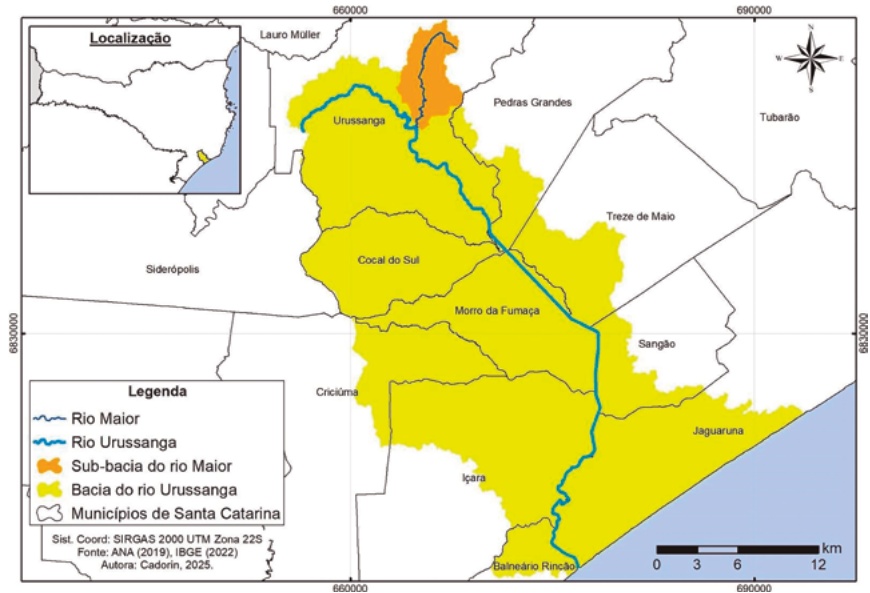 660000
690000
Localização
Lauro Müller
N
W
E
S
Pedras Grandes
Tubarão
Urussanga
Treze de Maio
Cocal do Sul
Siderópolis
Morro da Fumaça
6830000
6830000
Sangão
Legenda
Rio Maior
Rio Urussanga
Sub-bacia do rio Maior
Bacia do rio Urussanga
Municípios de Santa Catarina
Sist. Coord: SIRGAS 2000 UTM Zona 22S
Fonte: ANA (2019), IBGE (2022)
Autora: Cadorin, 2025.
Criciúma
Jaguaruna
Içara
Balneário Rincão
km
0 3 6 12
660000
690000